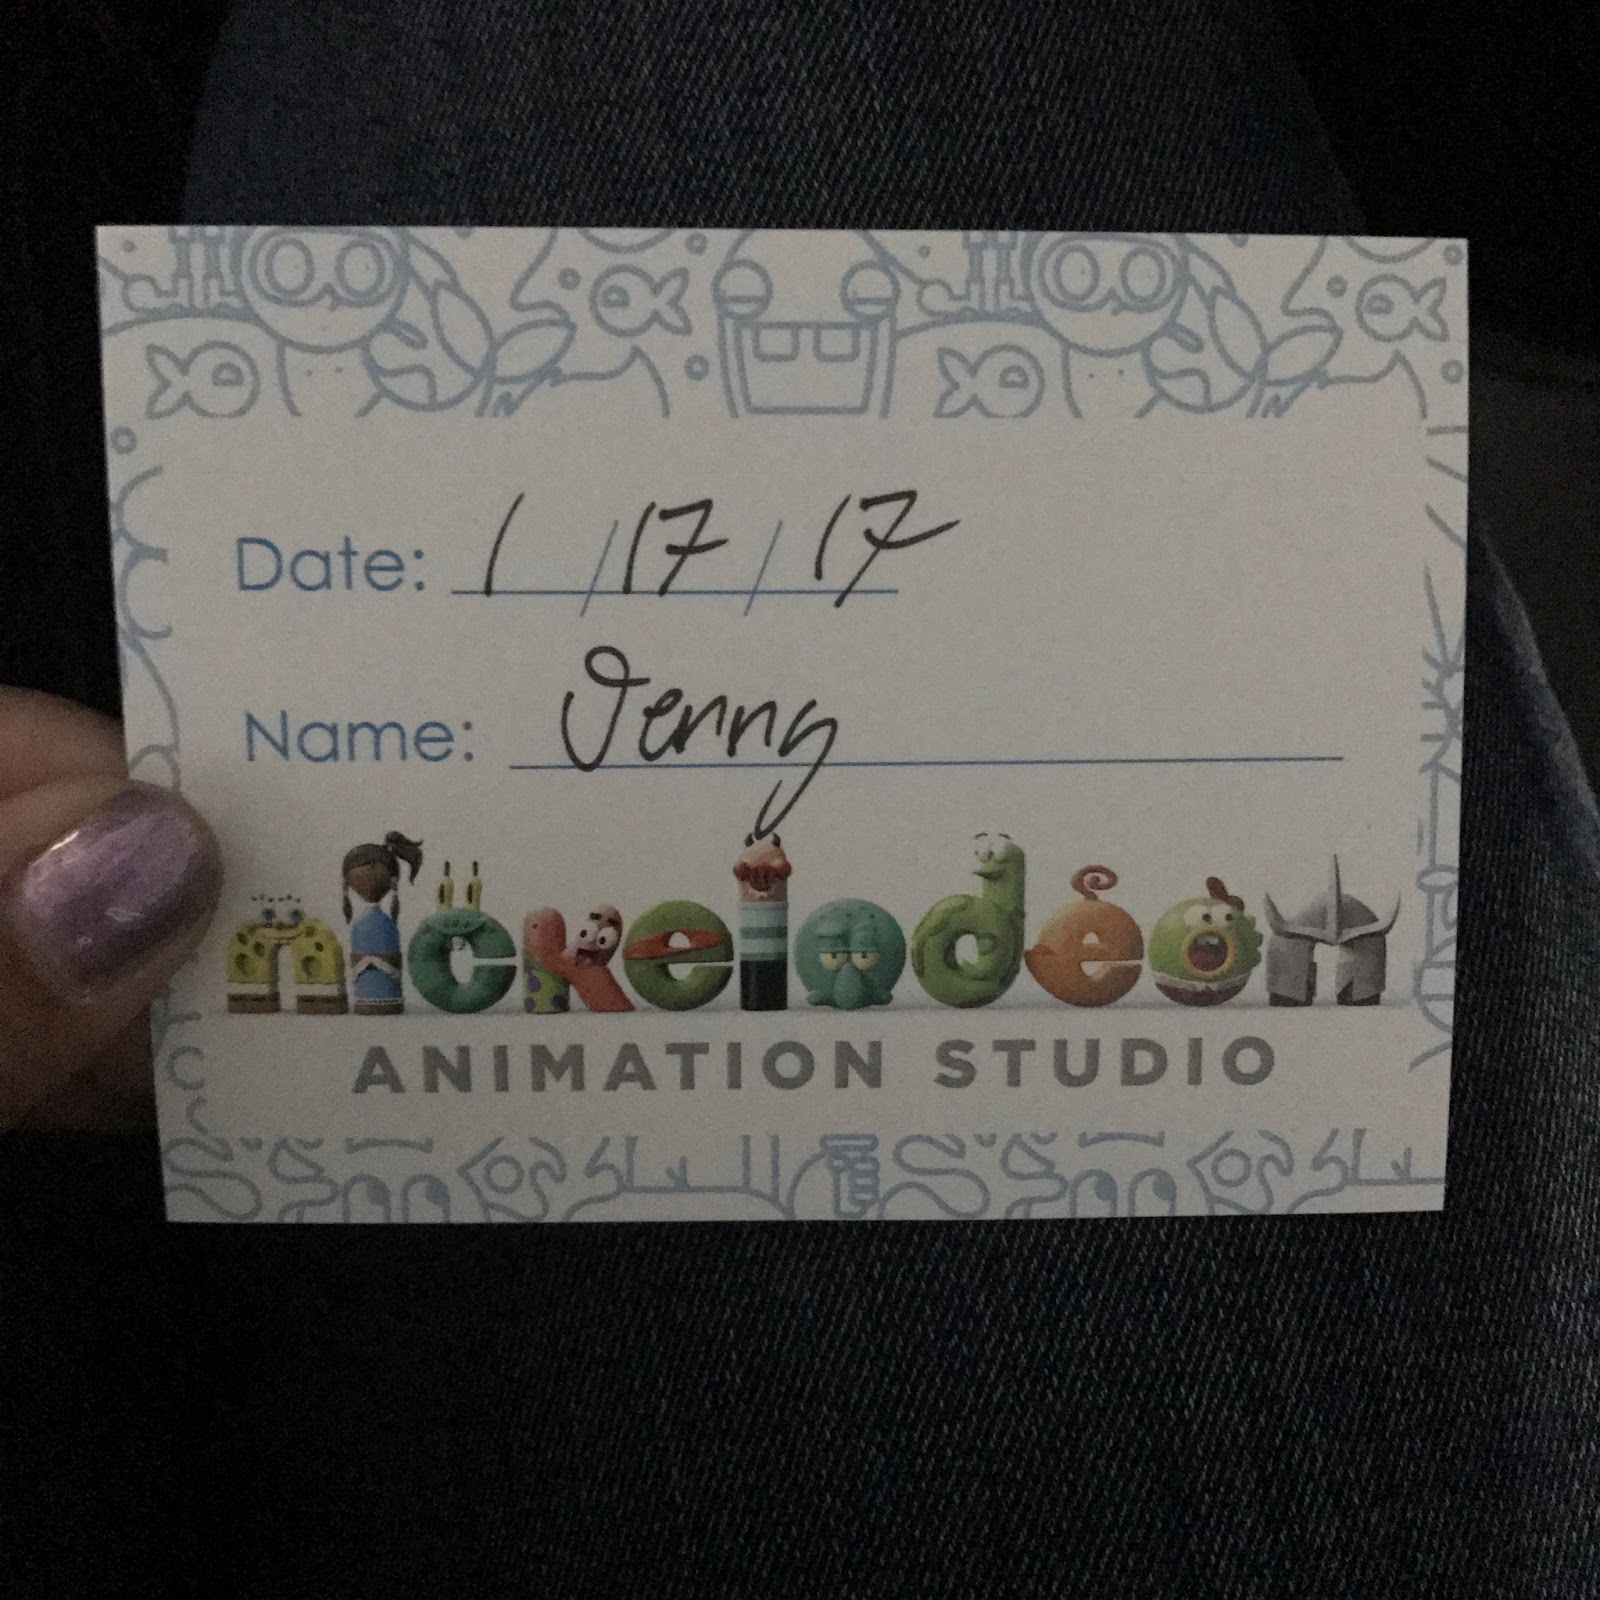 Date: 1/17/17
Name: Jenny
nickelodeon
ANIMATION STUDIO